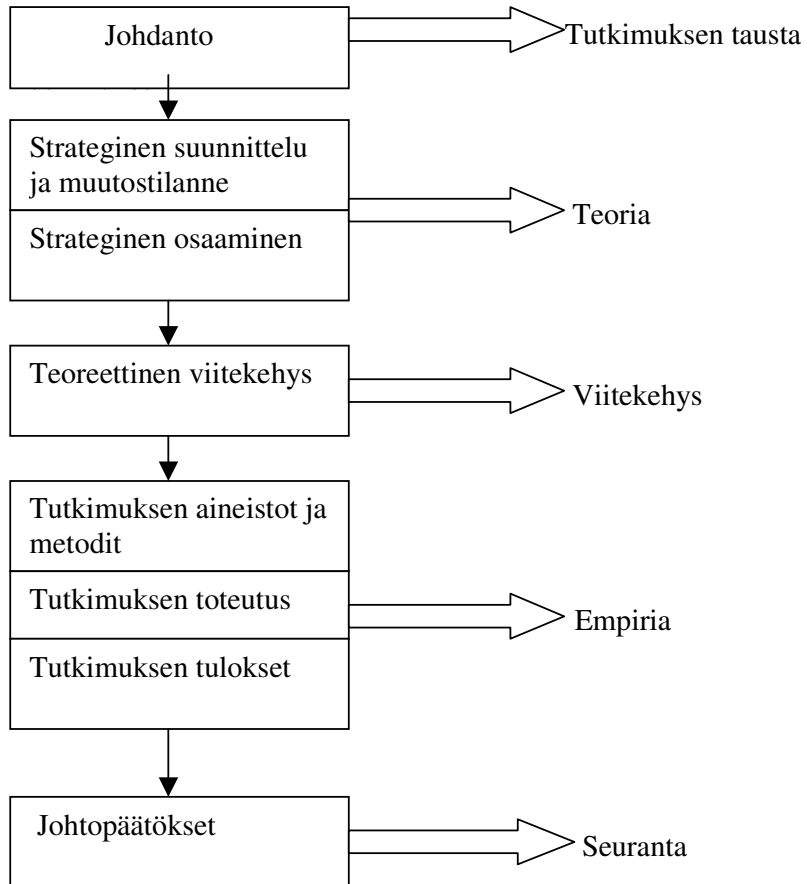 Johdanto
Tutkimuksen tausta
Strateginen suunnittelu
ja muutostilanne
Teoria
Strateginen osaaminen
Teoreettinen viitekehys
Viitekehys
Tutkimuksen aineistot ja
metodit
Tutkimuksen toteutus
Empiria
Tutkimuksen tulokset
Johtopäätökset
Seuranta